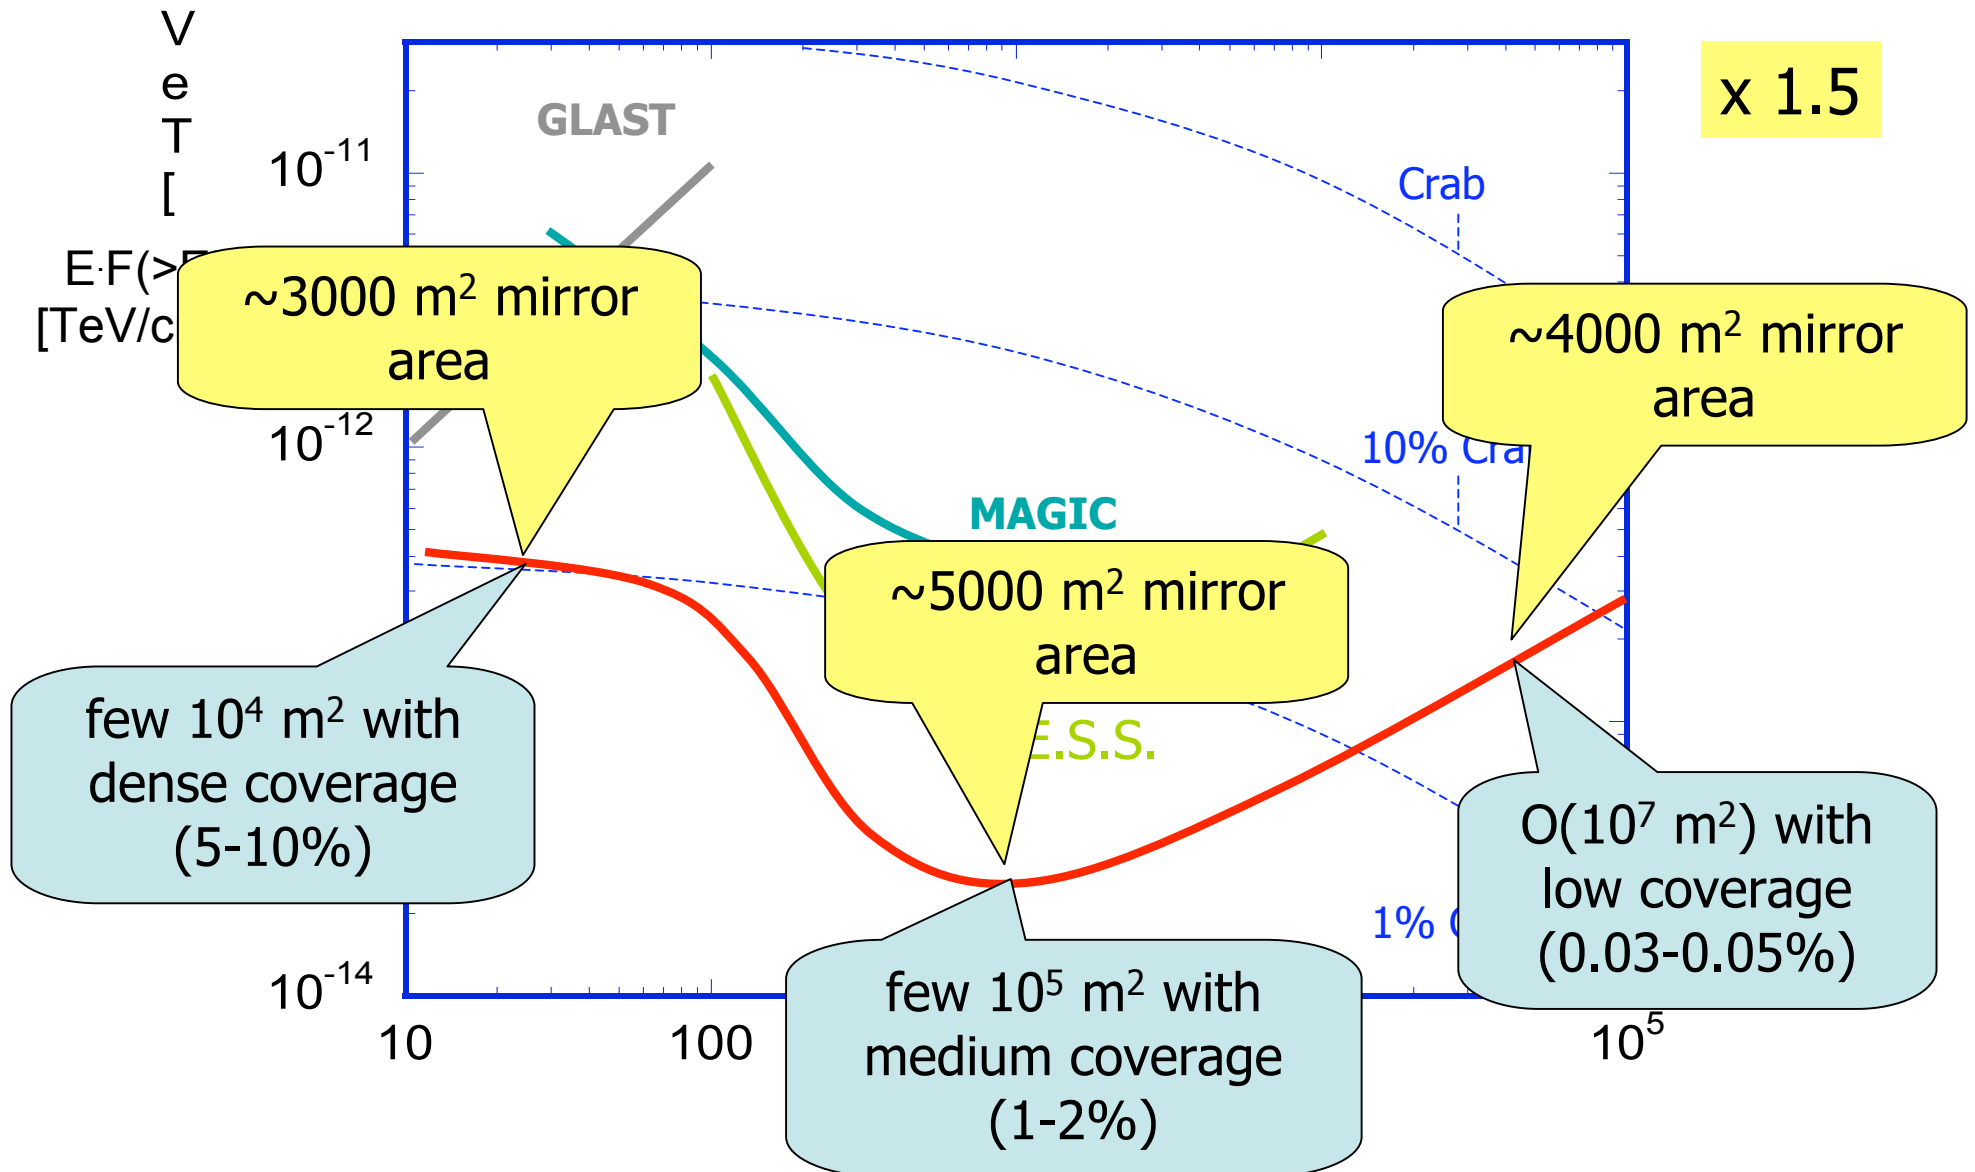 V
e
T
[
x 1.5
GLAST
10⁻¹¹
Crab
E·F(>
[TeV/c
~3000 m² mirror
area
~4000 m² mirror
area
10⁻¹²
10%
MAGIC
~5000 m² mirror
area
E.S.S.
few 10⁴ m² with
dense coverage
(5-10%)
O(10⁷ m²) with
low coverage
(0.03-0.05%)
1%
10⁻¹⁴
few 10⁵ m² with
medium coverage
(1-2%)
10
100
10⁵